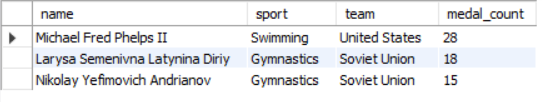 name sport team medal_count
Michael Fred Phelps II Swimming United States 28
Larysa Semenivna Latynina Diriy Gymnastics Soviet Union 18
Nikolay Yefimovich Andrianov Gymnastics Soviet Union 15